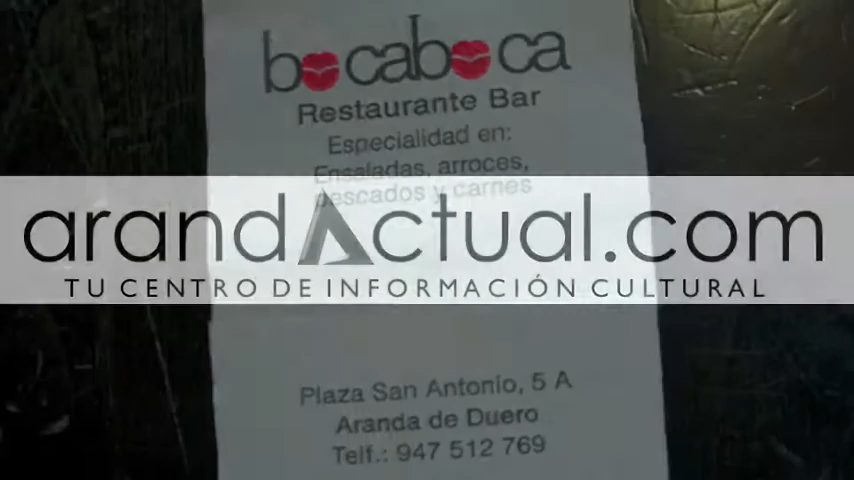 bocaboca
Restaurante Bar
Especialidad en:
Ensaladas, arroces,
pescados y carnes
arandActual.com
TU CENTRO DE INFORMACIÓN CULTURAL
Plaza San Antonio, 5 A
Aranda de Duero
Telf.: 947 512 769